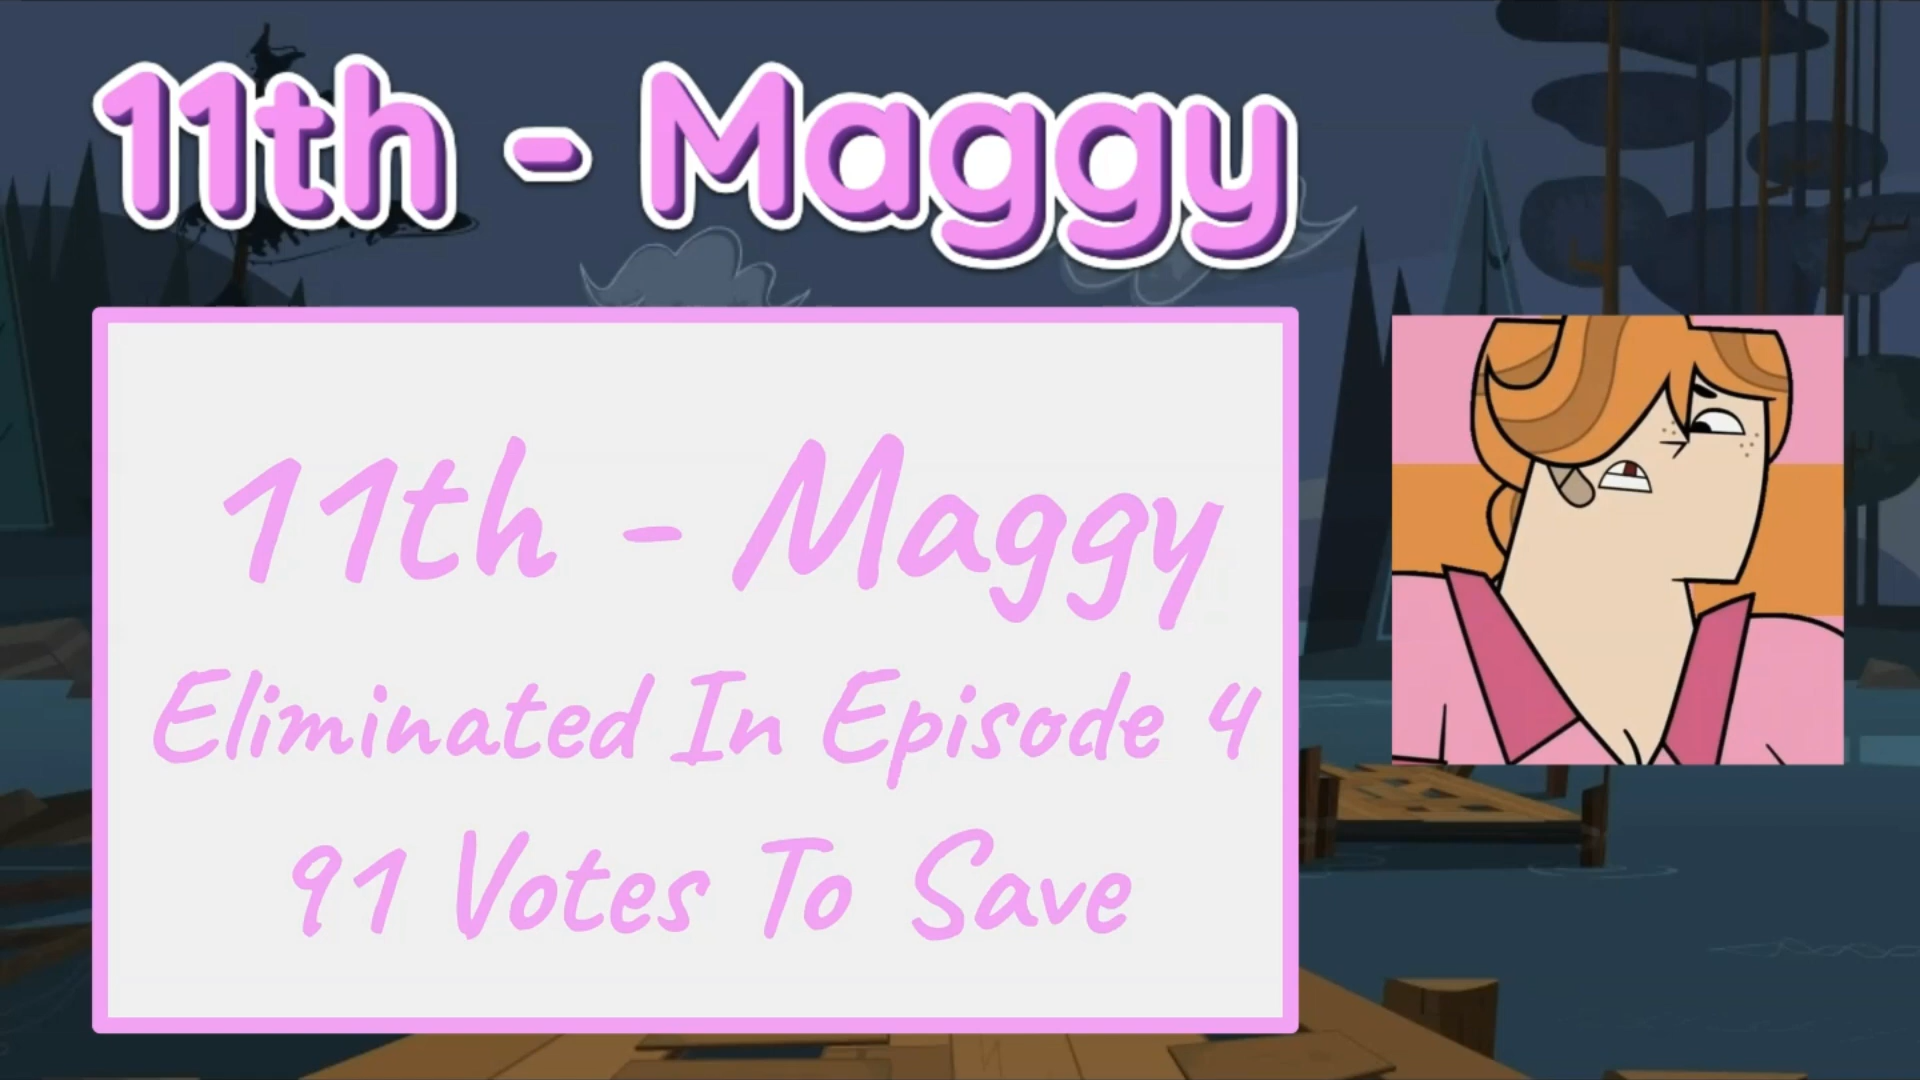 11th - Maggy
11th - Maggy
Eliminated In Episode 4
91 Votes To Save